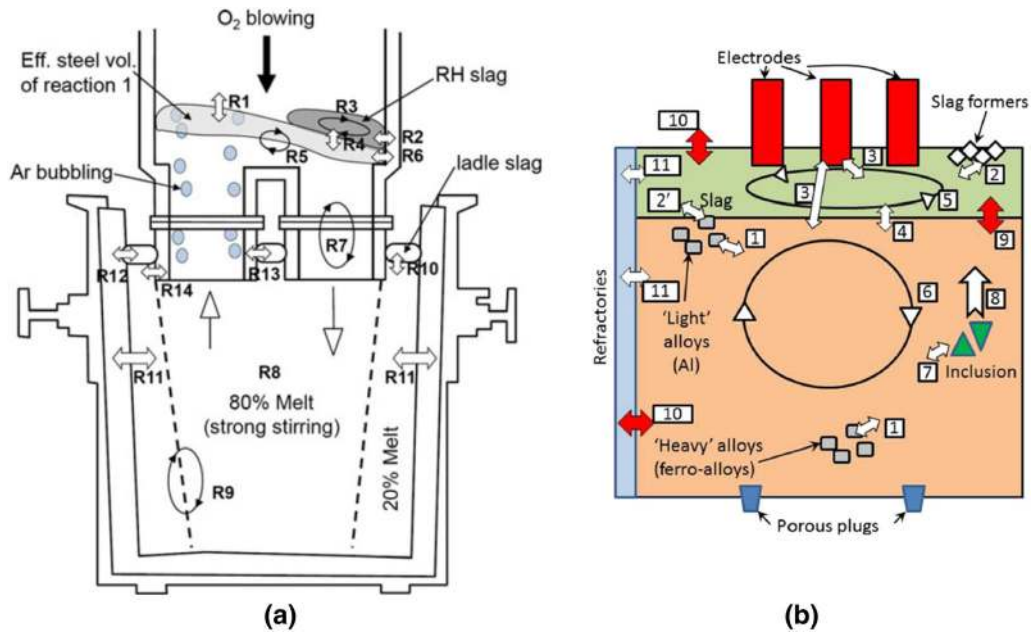 O2 blowing
Eff. steel vol.
of reaction 1
RH slag
R1
R3
R2
R4
R5
R6
Ar bubbling
ladle slag
R7
R12
R13
R10
R14
R11
R11
R8
80% Melt
(strong stirring)
20% Melt
R9
(a)
Electrodes
Slag formers
10
11
3
2
2'
Slag
3
5
4
9
1
11
6
8
'Light'
alloys
(Al)
7
Inclusion
Refractories
10
1
'Heavy' alloys
(ferro-alloys)
Porous plugs
(b)